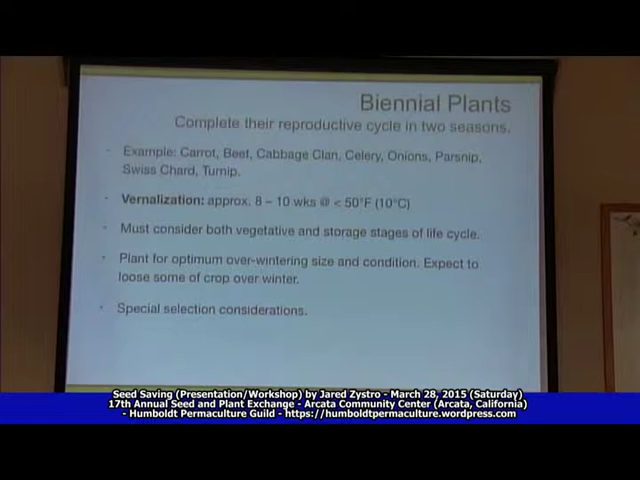 Biennial Plants
Complete their reproductive cycle in two seasons.
Example: Carrot, Beet, Cabbage Clan, Celery, Onions, Parsnip,
Swiss Chard, Turnip.
Vernalization: approx. 8 – 10 wks @ < 50°F (10°C)
Must consider both vegetative and storage stages of life cycle.
Plant for optimum over-wintering size and condition. Expect to
loose some of crop over winter.
Special selection considerations.
Seed Saving (Presentation/Workshop) by Jared Zystro - March 28, 2015 (Saturday)
17th Annual Seed and Plant Exchange - Arcata Community Center (Arcata, California)
- Humboldt Permaculture Guild - https://humboldtpermaculture.wordpress.com